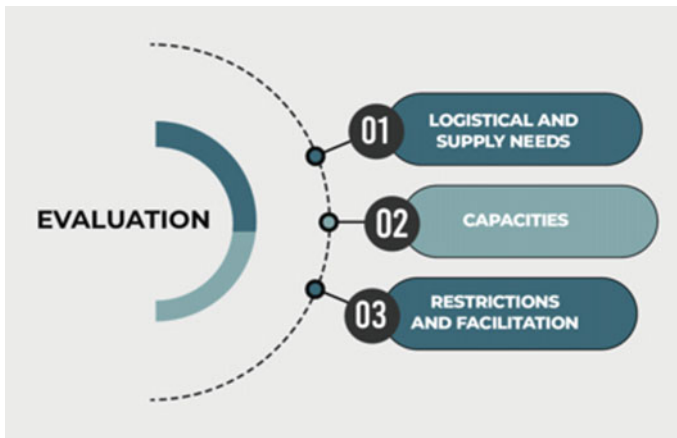 EVALUATION
01
LOGISTICAL AND
SUPPLY NEEDS
02
CAPACITIES
03
RESTRICTIONS
AND FACILITATION